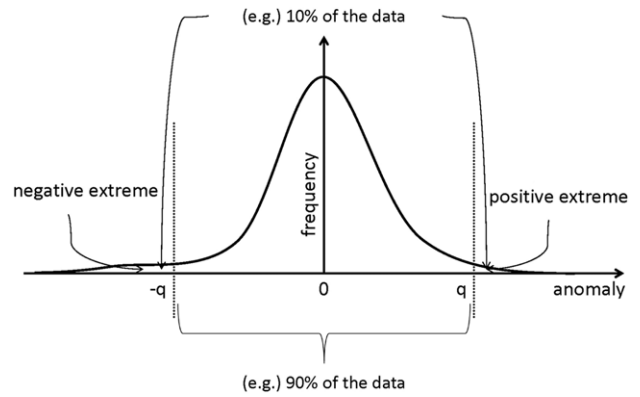 (e.g.) 10% of the data
negative extreme
frequency
positive extreme
-q
0
q
anomaly
(e.g.) 90% of the data